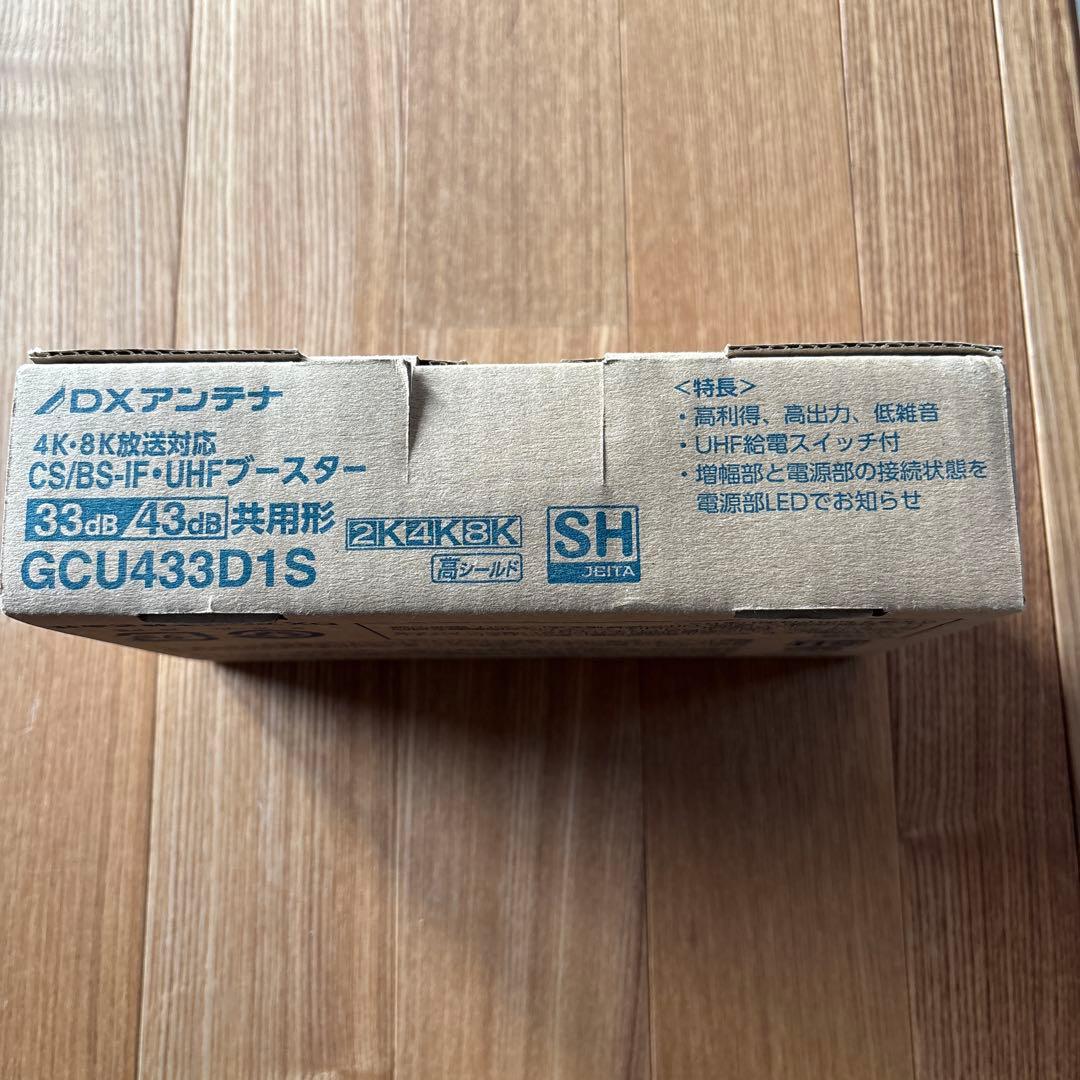 DXアンテナ
4K・8K放送対応
CS/BS-IF・UHFブースター
33dB/43dB共用形
2K4K8K
高シールド
GCU433D1S
SH
JEITA
<特長>
・高利得、高出力、低雑音
・UHF給電スイッチ付
・増幅部と電源部の接続状態を
電源部LEDでお知らせ